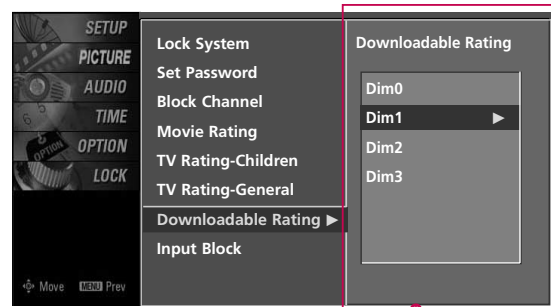 SETUP
PICTURE
AUDIO
TIME
OPTION
LOCK
Move MENU Prev
Lock System
Set Password
Block Channel
Movie Rating
TV Rating-Children
TV Rating-General
Downloadable Rating ▶
Input Block
Downloadable Rating
Dim0
Dim1 ▶
Dim2
Dim3